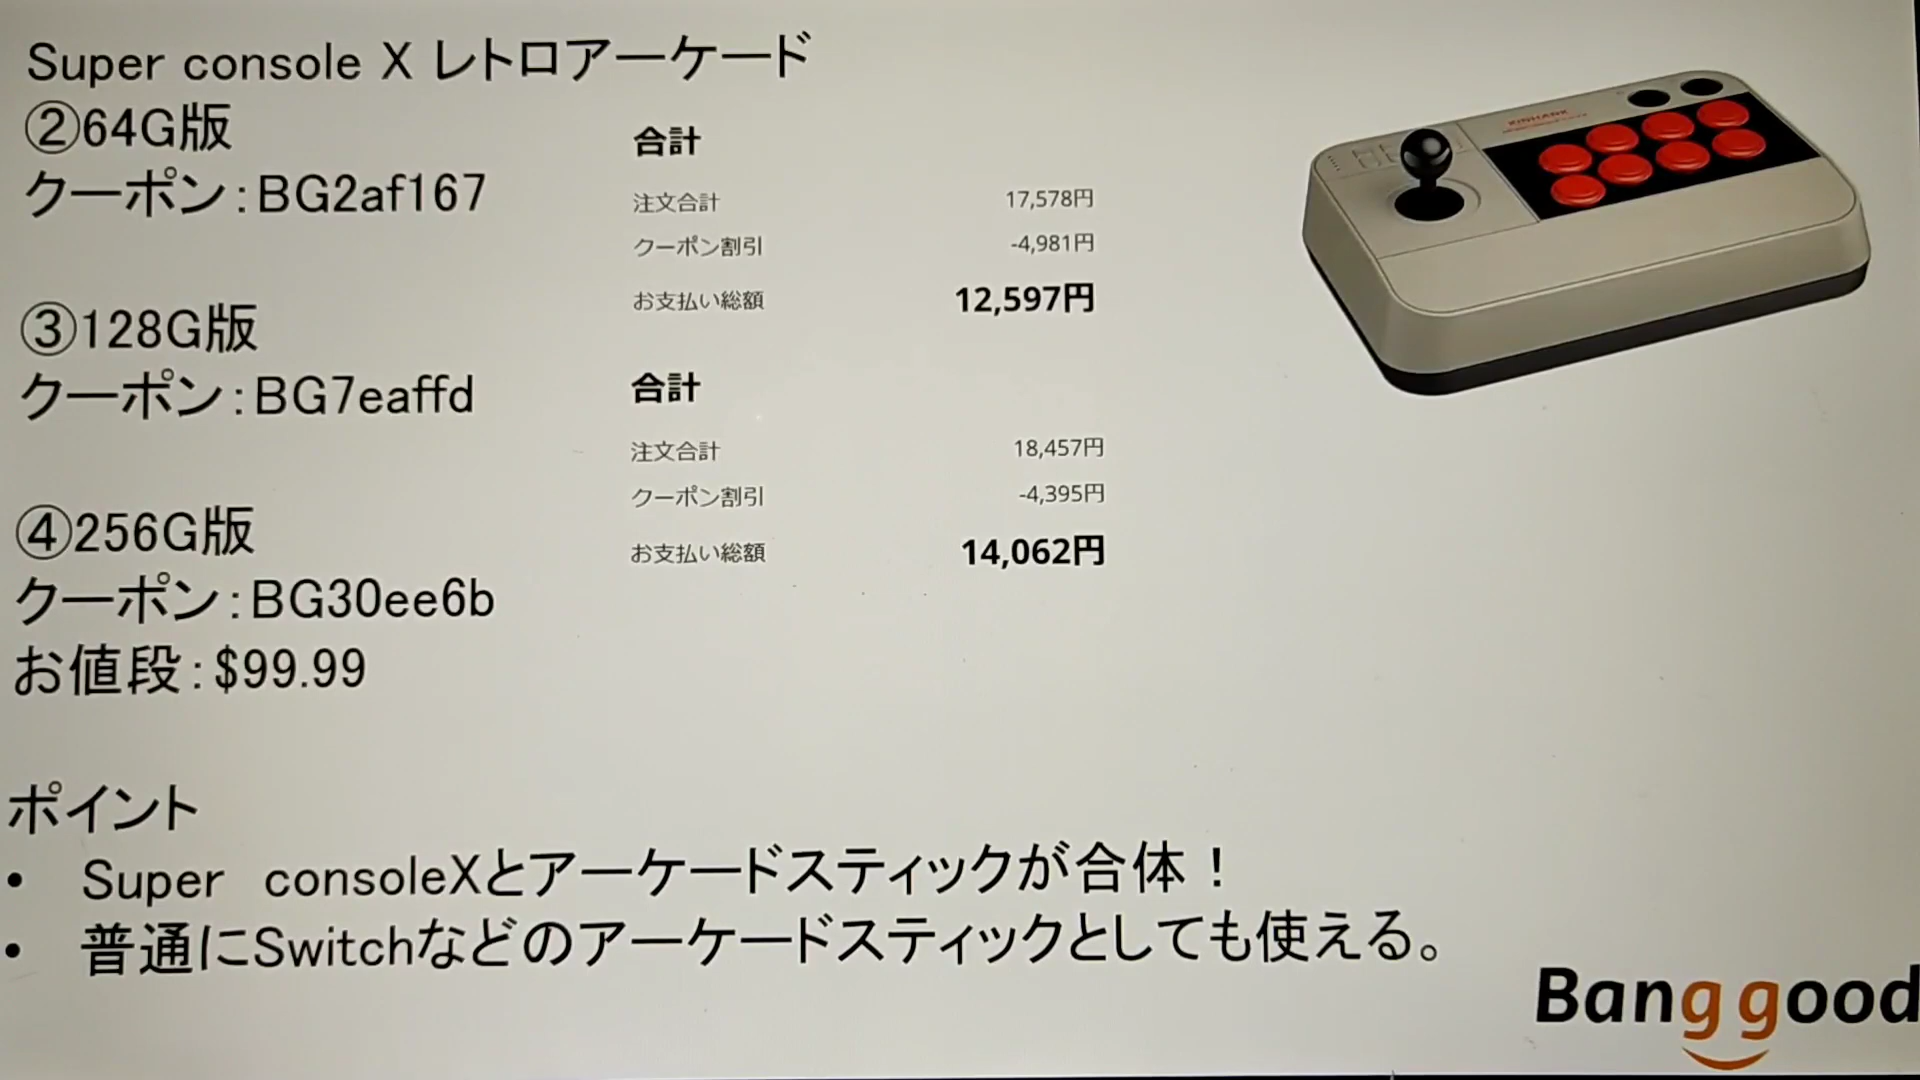 Super console X レトロアーケード
②64G版
クーポン：BG2af167
③128G版
クーポン：BG7eaffd
④256G版
クーポン：BG30ee6b
お値段：$99.99
合計
注文合計 17,578円
クーポン割引 -4,981円
お支払い総額 12,597円
合計
注文合計 18,457円
クーポン割引 -4,395円
お支払い総額 14,062円
KINHANK
ポイント
• Super consoleXとアーケードスティックが合体！
• 普通にSwitchなどのアーケードスティックとしても使える。
Banggood